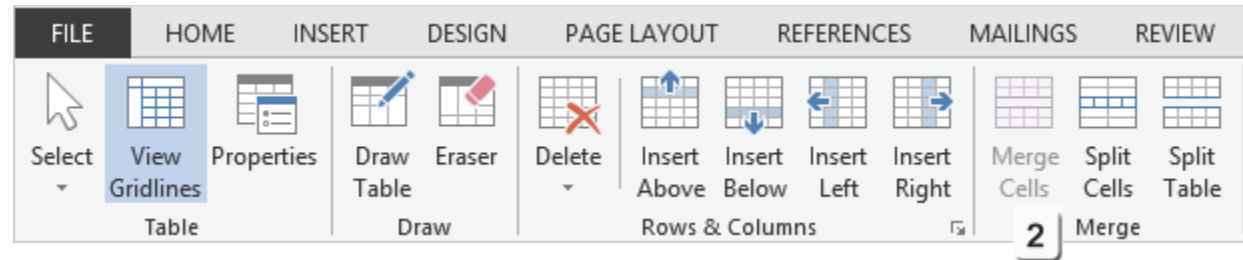 FILE HOME INSERT DESIGN PAGE LAYOUT REFERENCES MAILINGS REVIEW
Select View Properties Draw Eraser Delete Insert Insert Insert Insert Merge Split Split
Gridlines Table Above Below Left Right Cells Cells Table
Table Draw Rows & Columns Merge
2